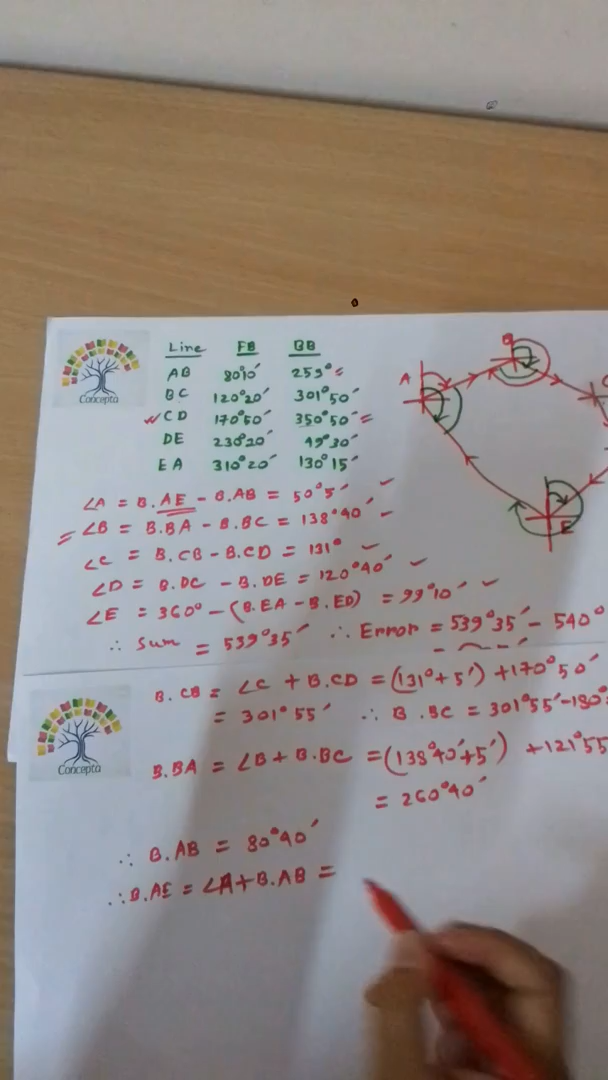 Concepta
Line FB BB
AB 80°10′ 259°
BC 120°20′ 301°50′
CD 170°50′ 350°50′
DE 230°20′ 49°30′
EA 310°20′ 130°15′
A
B
E
∠A = B.AE - B.AB = 50°5′
∠B = B.BA - B.BC = 138°40′
∠C = B.CB - B.CD = 131°
∠D = B.DC - B.DE = 120°40′
∠E = 360° - (B.EA - B.ED) = 99°10′
∴ Sum = 539°35′ ∴ Error = 539°35′ - 540°
Concepta
B.CB = ∠C + B.CD = (131°+5′) + 170°50′
= 301°55′ ∴ B.BC = 301°55′-180°
B.BA = ∠B + B.BC = (138°40′+5′) + 121°55
= 260°40′
∴ B.AB = 80°40′
∴ B.AE = ∠A + B.AB =